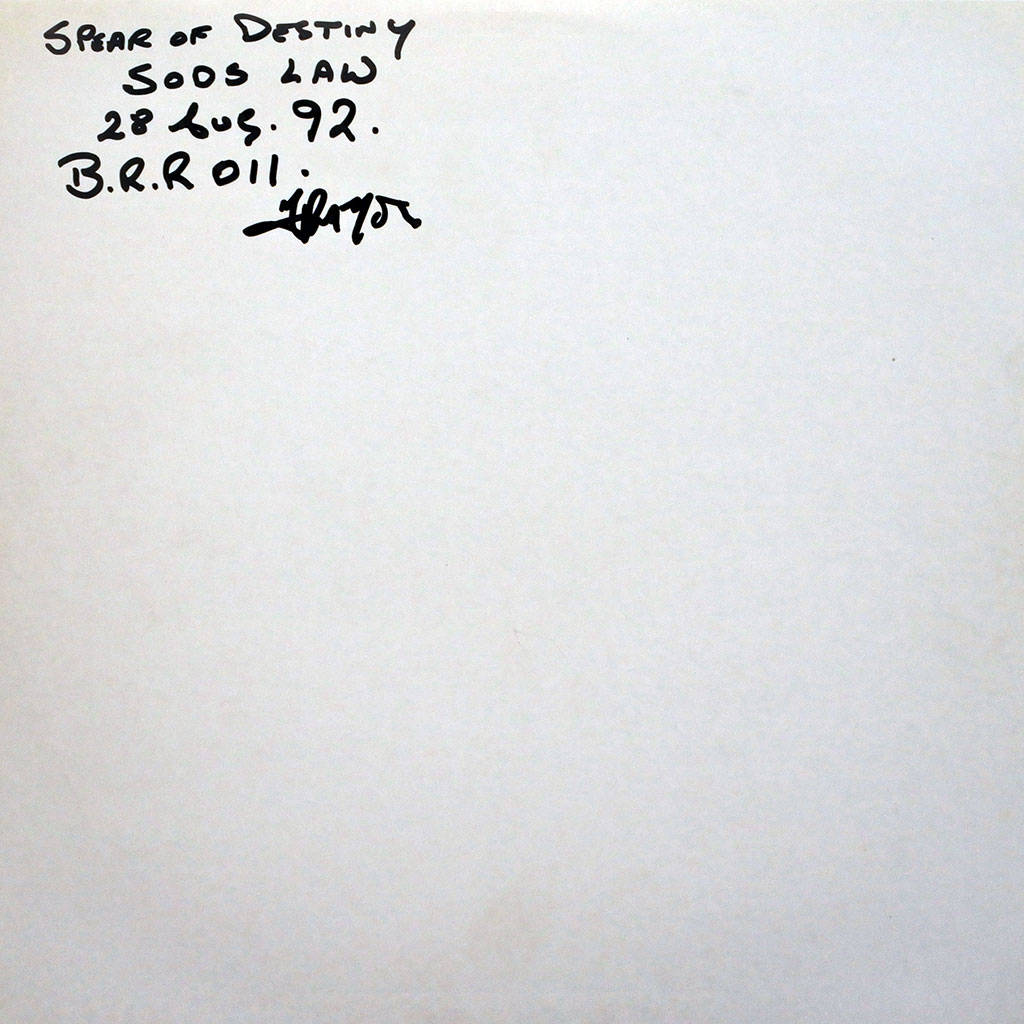 SPEAR OF DESTINY
SODS LAW
28 Aug. 92.
B.R.R 011.